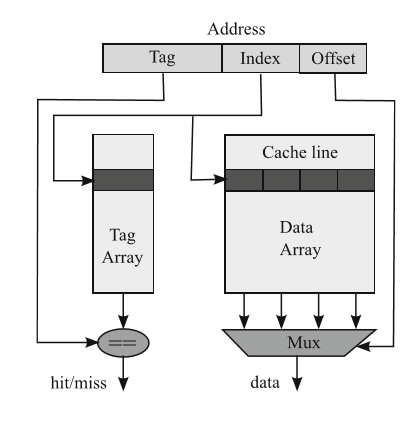 Address
Tag Index Offset
Cache line
Data
Array
Tag
Array
==
Mux
hit/miss
data